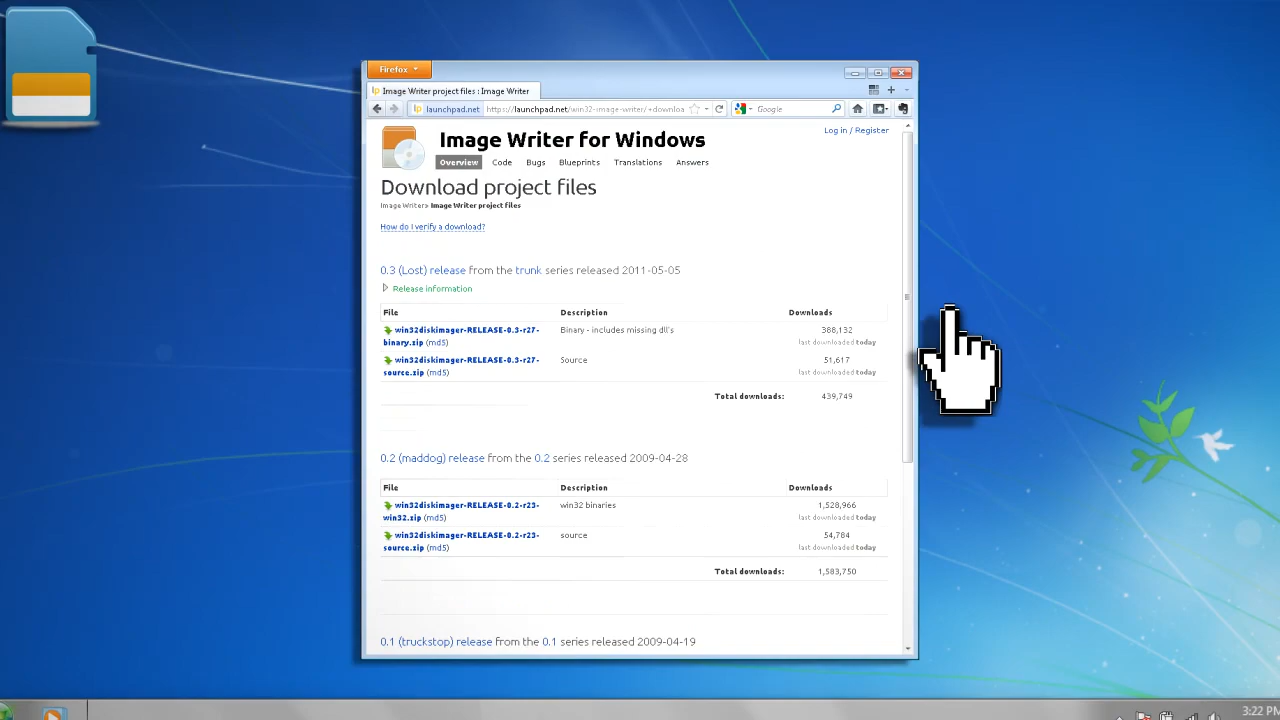 Firefox
Image Writer project files : Image Writer
launchpad.net https://launchpad.net/win32-image-writer/+downloa Google
Log in / Register
Image Writer for Windows
Overview Code Bugs Blueprints Translations Answers
Download project files
Image Writer» Image Writer project files
How do I verify a download?
0.3 (Lost) release from the trunk series released 2011-05-05
Release information
File Description Downloads
win32diskimager-RELEASE-0.3-r27- Binary - includes missing dll's 388,132
binary.zip (md5) last downloaded today
win32diskimager-RELEASE-0.3-r27- Source 51,617
source.zip (md5) last downloaded today
Total downloads: 439,749
0.2 (maddog) release from the 0.2 series released 2009-04-28
File Description Downloads
win32diskimager-RELEASE-0.2-r23- win32 binaries 1,528,966
win32.zip (md5) last downloaded today
win32diskimager-RELEASE-0.2-r23- source 54,784
source.zip (md5) last downloaded today
Total downloads: 1,583,750
0.1 (truckstop) release from the 0.1 series released 2009-04-19
3:22 PM